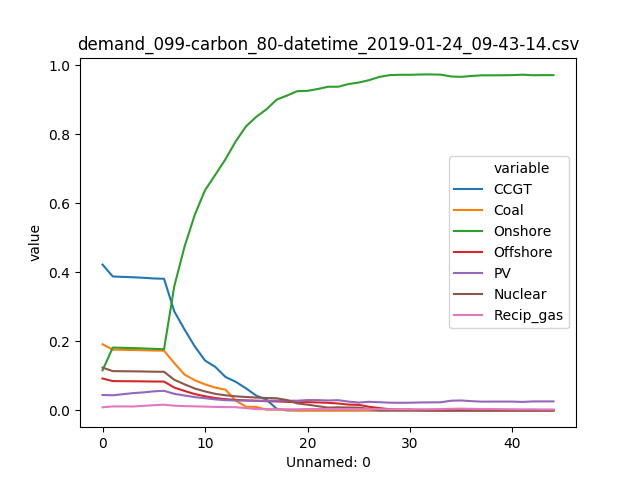 demand_099-carbon_80-datetime_2019-01-24_09-43-14.csv
1.0
0.8
0.6
0.4
0.2
0.0
value
variable
CCGT
Coal
Onshore
Offshore
PV
Nuclear
Recip_gas
0 10 20 30 40
Unnamed: 0